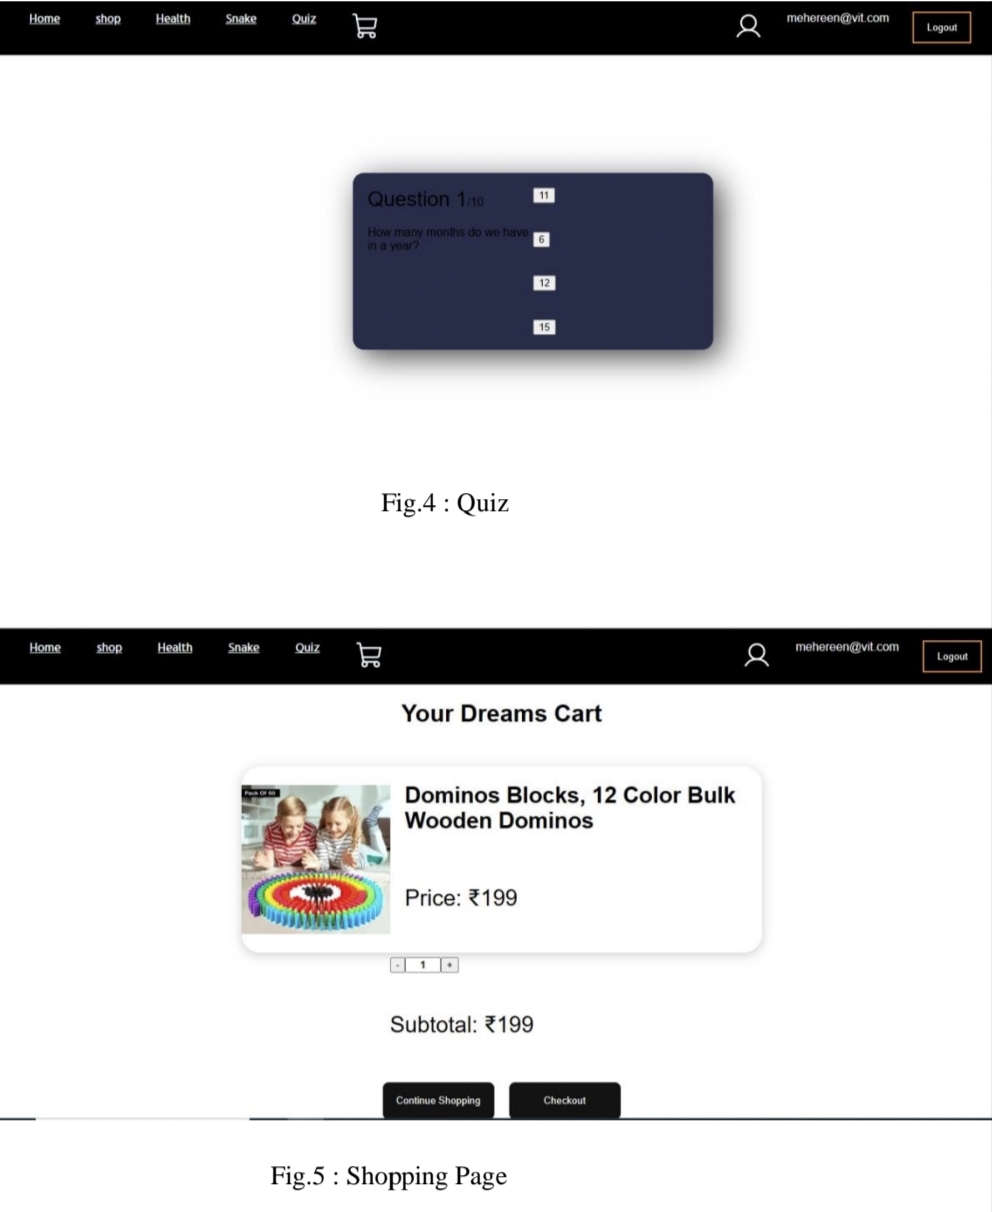 Home shop Health Snake Quiz mehereen@vit.com Logout
Question 1/10
How many months do we have
in a year?
11
6
12
15
Fig.4 : Quiz
Home shop Health Snake Quiz mehereen@vit.com Logout
Your Dreams Cart
Pack Of 60
Dominos Blocks, 12 Color Bulk
Wooden Dominos
Price: ₹199
- 1 +
Subtotal: ₹199
Continue Shopping Checkout
Fig.5 : Shopping Page